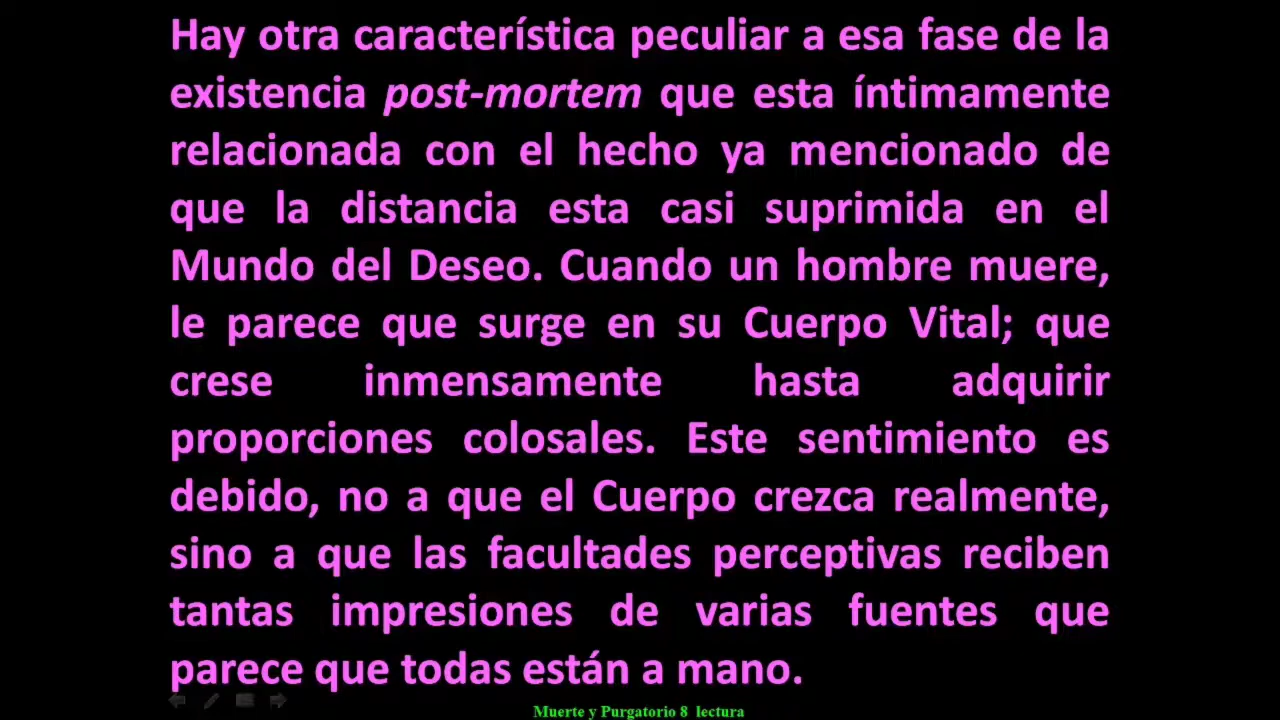 Hay otra característica peculiar a esa fase de la
existencia post-mortem que esta íntimamente
relacionada con el hecho ya mencionado de
que la distancia esta casi suprimida en el
Mundo del Deseo. Cuando un hombre muere,
le parece que surge en su Cuerpo Vital; que
crese inmensamente hasta adquirir
proporciones colosales. Este sentimiento es
debido, no a que el Cuerpo crezca realmente,
sino a que las facultades perceptivas reciben
tantas impresiones de varias fuentes que
parece que todas están a mano.
Muerte y Purgatorio 8 lectura